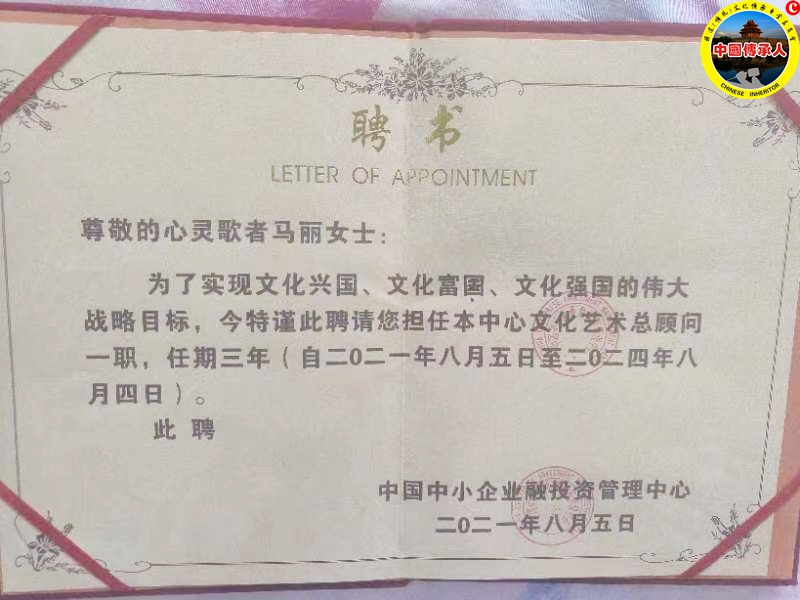 中國傳承人
CHINESE INHERITOR
聘书
LETTER OF APPOINTMENT
尊敬的心灵歌者马丽女士：
为了实现文化兴国、文化富国、文化强国的伟大
战略目标，今特谨此聘请您担任本中心文化艺术总顾问
一职，任期三年（自二0二一年八月五日至二0二四年八
月四日）。
此聘
中国中小企业融投资管理中心
二0二一年八月五日